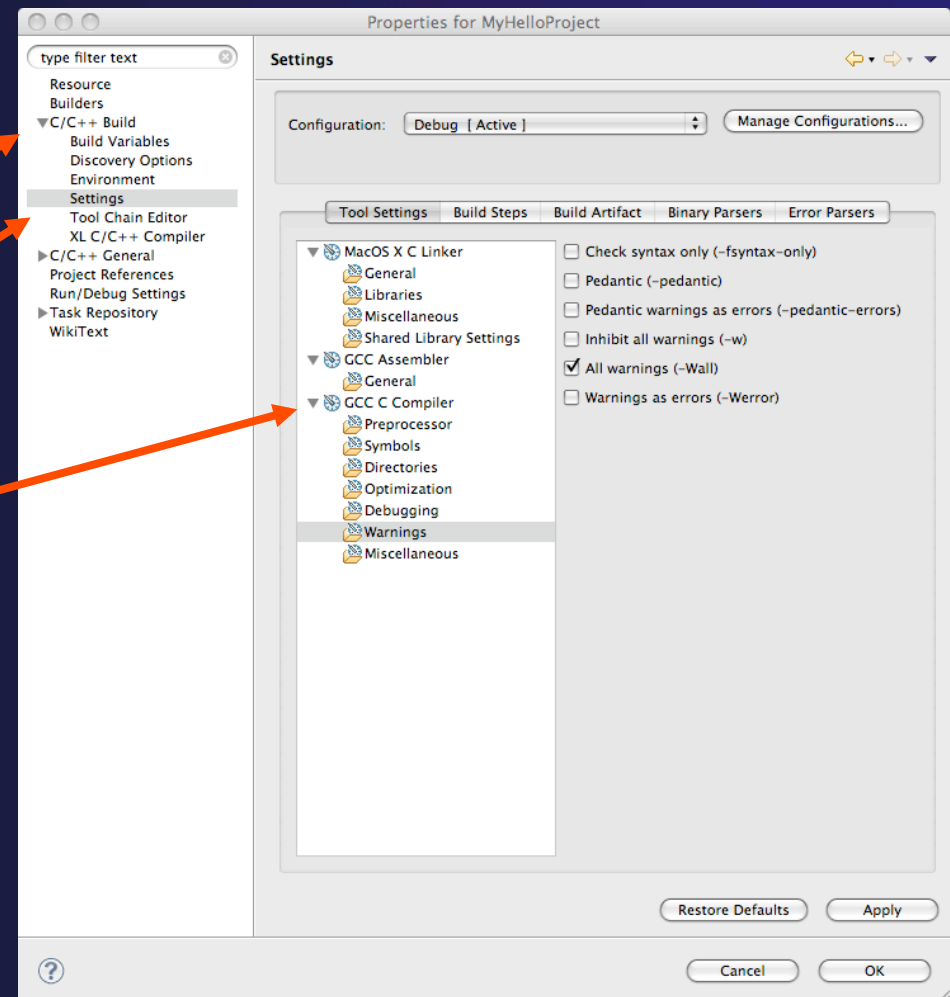 Properties for MyHelloProject
type filter text
Resource
Builders
C/C++ Build
Build Variables
Discovery Options
Environment
Settings
Tool Chain Editor
XL C/C++ Compiler
C/C++ General
Project References
Run/Debug Settings
Task Repository
WikiText
Settings
Configuration: Debug [ Active ] Manage Configurations...
Tool Settings Build Steps Build Artifact Binary Parsers Error Parsers
MacOS X C Linker
General
Libraries
Miscellaneous
Shared Library Settings
GCC Assembler
General
GCC C Compiler
Preprocessor
Symbols
Directories
Optimization
Debugging
Warnings
Miscellaneous
Check syntax only (-fsyntax-only)
Pedantic (-pedantic)
Pedantic warnings as errors (-pedantic-errors)
Inhibit all warnings (-w)
All warnings (-Wall)
Warnings as errors (-Werror)
Restore Defaults Apply
? Cancel OK